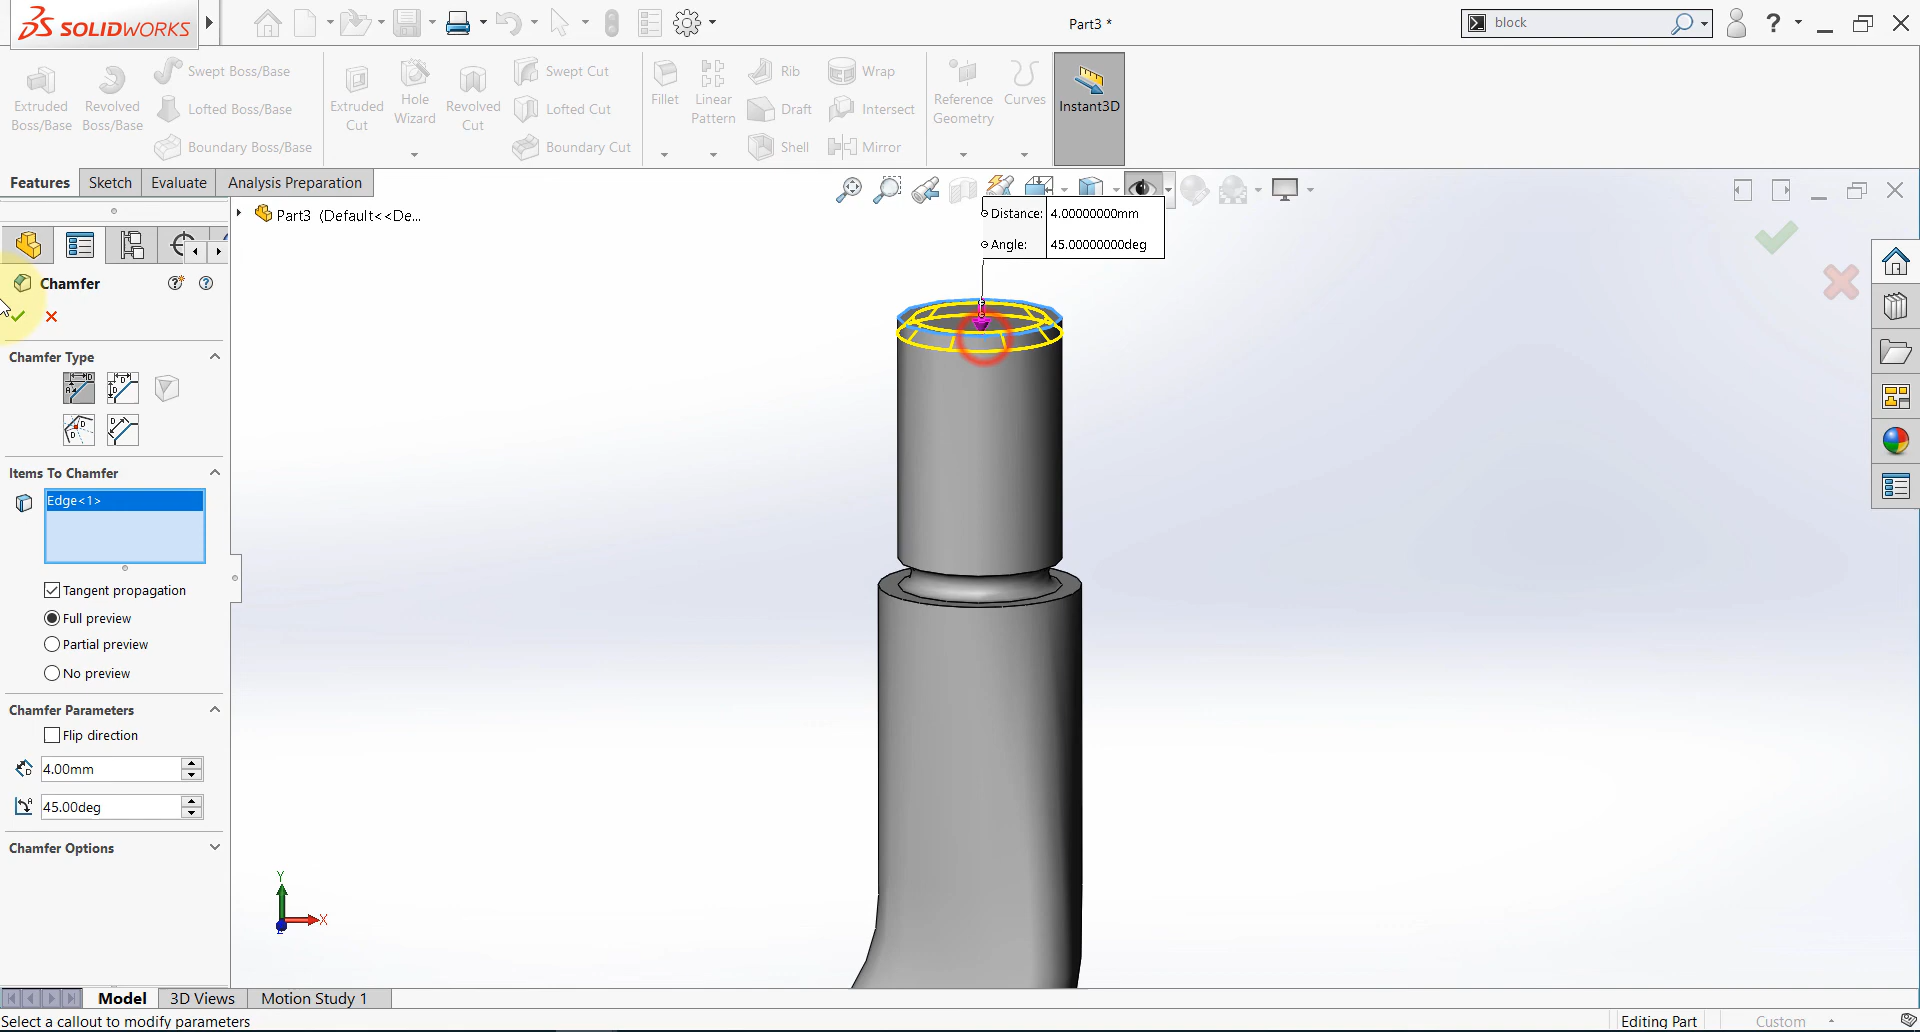 SOLIDWORKS
Part3 *
block
Extruded Boss/Base
Revolved Boss/Base
Swept Boss/Base
Lofted Boss/Base
Boundary Boss/Base
Extruded Cut
Hole Wizard
Revolved Cut
Swept Cut
Lofted Cut
Boundary Cut
Fillet
Linear Pattern
Rib
Draft
Shell
Wrap
Intersect
Mirror
Reference Geometry
Curves
Instant3D
Features
Sketch
Evaluate
Analysis Preparation
Part3 (Default<<De...
Distance: 4.00000000mm
Angle: 45.00000000deg
Chamfer
Chamfer Type
Items To Chamfer
Edge<1>
Tangent propagation
Full preview
Partial preview
No preview
Chamfer Parameters
Flip direction
4.00mm
45.00deg
Chamfer Options
Y
X
Z
Model
3D Views
Motion Study 1
Select a callout to modify parameters
Editing Part
Custom